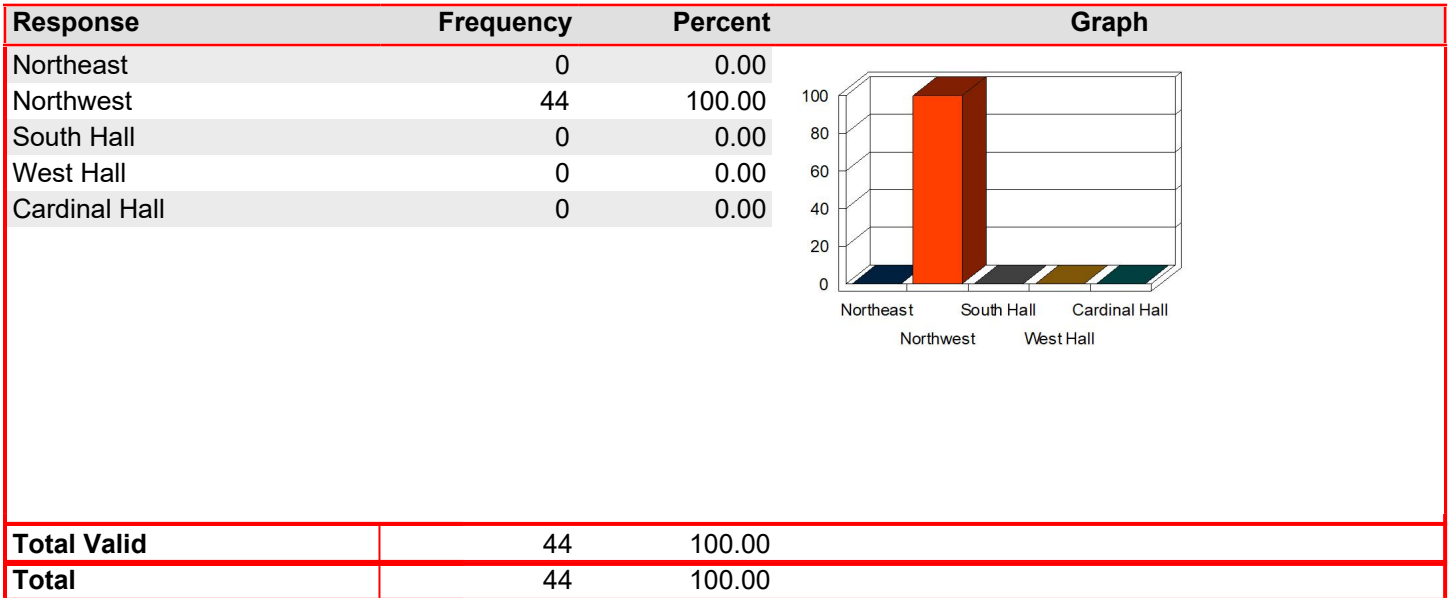 Response Frequency Percent Graph
Northeast 0 0.00
Northwest 44 100.00
South Hall 0 0.00
West Hall 0 0.00
Cardinal Hall 0 0.00
100
80
60
40
20
0
Northeast South Hall Cardinal Hall
Northwest West Hall
Total Valid 44 100.00
Total 44 100.00